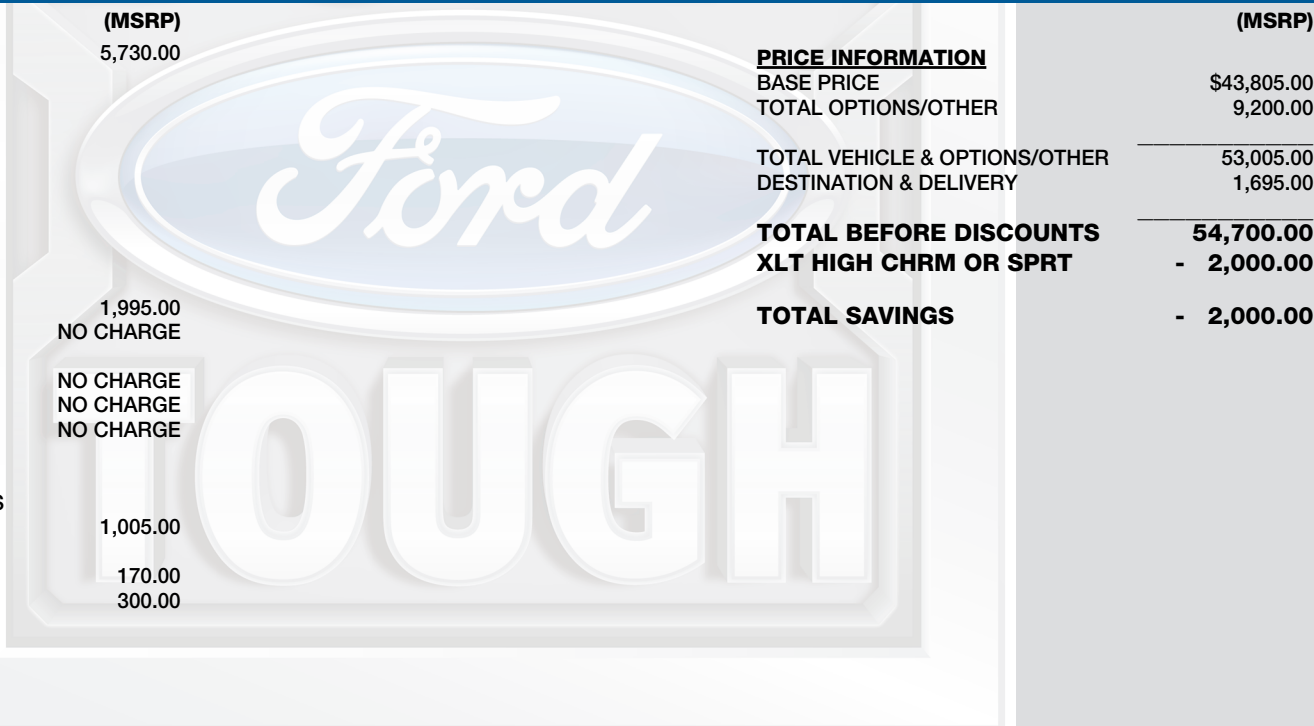 (MSRP)
5,730.00
1,995.00
NO CHARGE
NO CHARGE
NO CHARGE
NO CHARGE
S
1,005.00
170.00
300.00
Ford
TOUGH
(MSRP)
PRICE INFORMATION
BASE PRICE $43,805.00
TOTAL OPTIONS/OTHER 9,200.00
TOTAL VEHICLE & OPTIONS/OTHER 53,005.00
DESTINATION & DELIVERY 1,695.00
TOTAL BEFORE DISCOUNTS 54,700.00
XLT HIGH CHRM OR SPRT - 2,000.00
TOTAL SAVINGS - 2,000.00